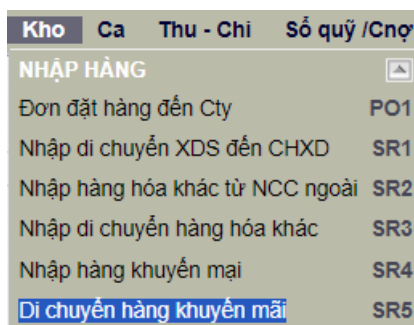 Kho Ca Thu - Chi Sổ quỹ /Cnợ
NHẬP HÀNG
Đơn đặt hàng đến Cty PO1
Nhập di chuyển XDS đến CHXD SR1
Nhập hàng hóa khác từ NCC ngoài SR2
Nhập di chuyển hàng hóa khác SR3
Nhập hàng khuyến mại SR4
Di chuyển hàng khuyến mãi SR5